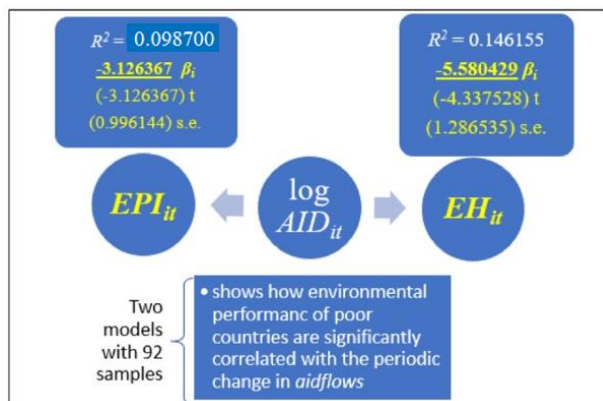 R² = 0.098700
-3.126367 βᵢ
(-3.126367) t
(0.996144) s.e.
R² = 0.146155
-5.580429 βᵢ
(-4.337528) t
(1.286535) s.e.
EPIᵢₜ
log
AIDᵢₜ
EHᵢₜ
Two
models
with 92
samples
• shows how environmental
performanc of poor
countries are significantly
correlated with the periodic
change in aidflows